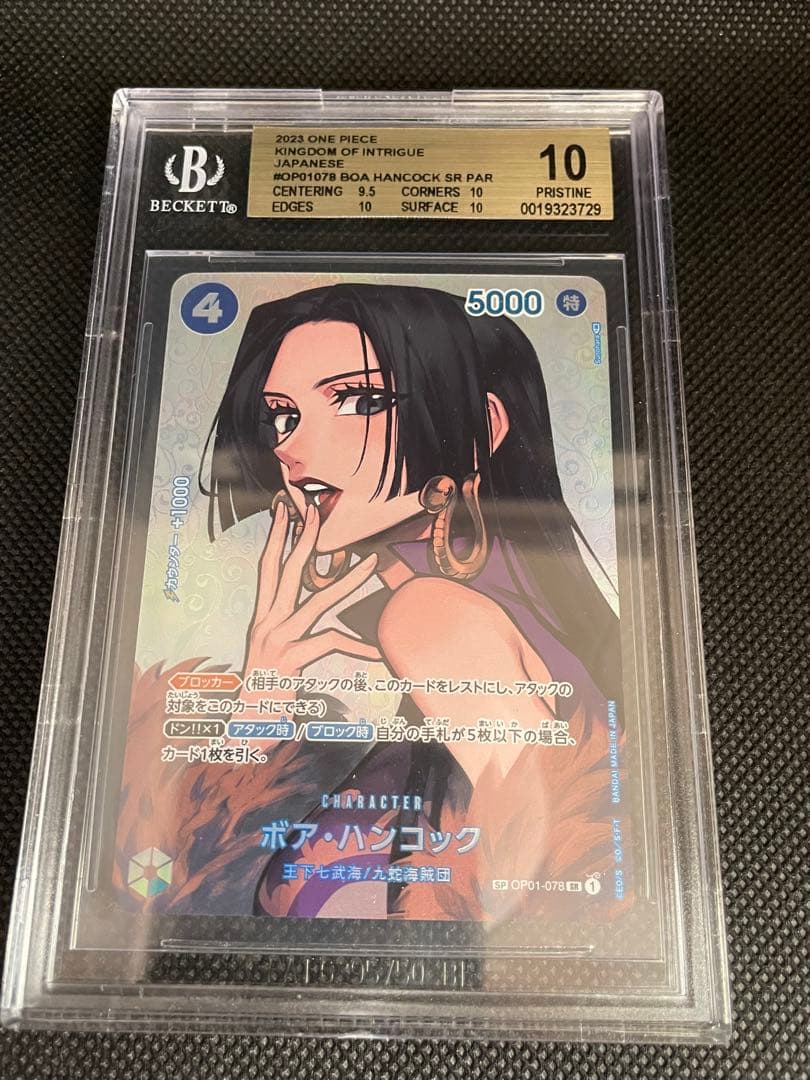 BECKETT®
2023 ONE PIECE
KINGDOM OF INTRIGUE
JAPANESE
#OP01078 BOA HANCOCK SR PAR
CENTERING 9.5 CORNERS 10
EDGES 10 SURFACE 10
10
PRISTINE
0019323729
4
5000 特
カウンター +1000
ブロッカー (相手のアタックの後、このカードをレストにし、アタックの
対象をこのカードにできる)
ドン!!×1 アタック時 / ブロック時 自分の手札が5枚以下の場合、
カード1枚を引く。
CHARACTER
ボア・ハンコック
王下七武海/九蛇海賊団
SP OP01-078 SR 1
©E.O/S ©O/S・F・T BANDAI MADE IN JAPAN